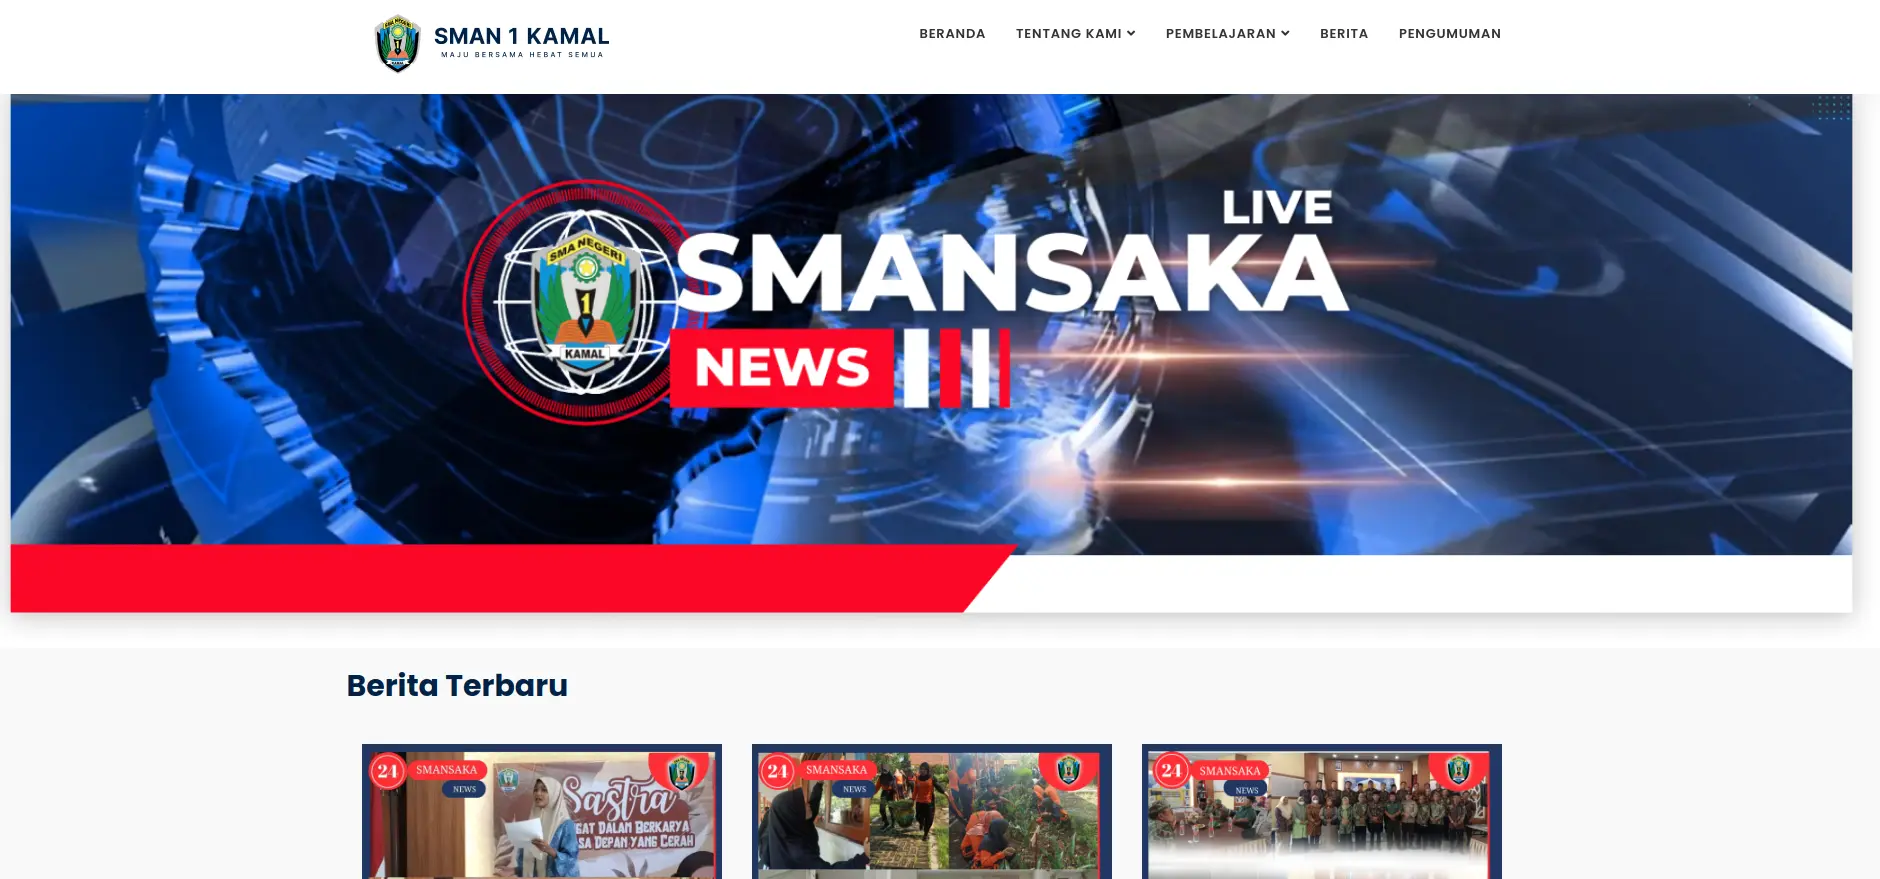 SMAN 1 KAMAL
MAJU BERSAMA HEBAT SEMUA
BERANDA
TENTANG KAMI
PEMBELAJARAN
BERITA
PENGUMUMAN
LIVE
SMANSAKA
NEWS
SMA NEGERI
1
KAMAL
Berita Terbaru
24
SMANSAKA
NEWS
Sastra
GAT DALAM BERKARYA
SA DEPAN YANG CERAH
24
SMANSAKA
NEWS
24
SMANSAKA
NEWS